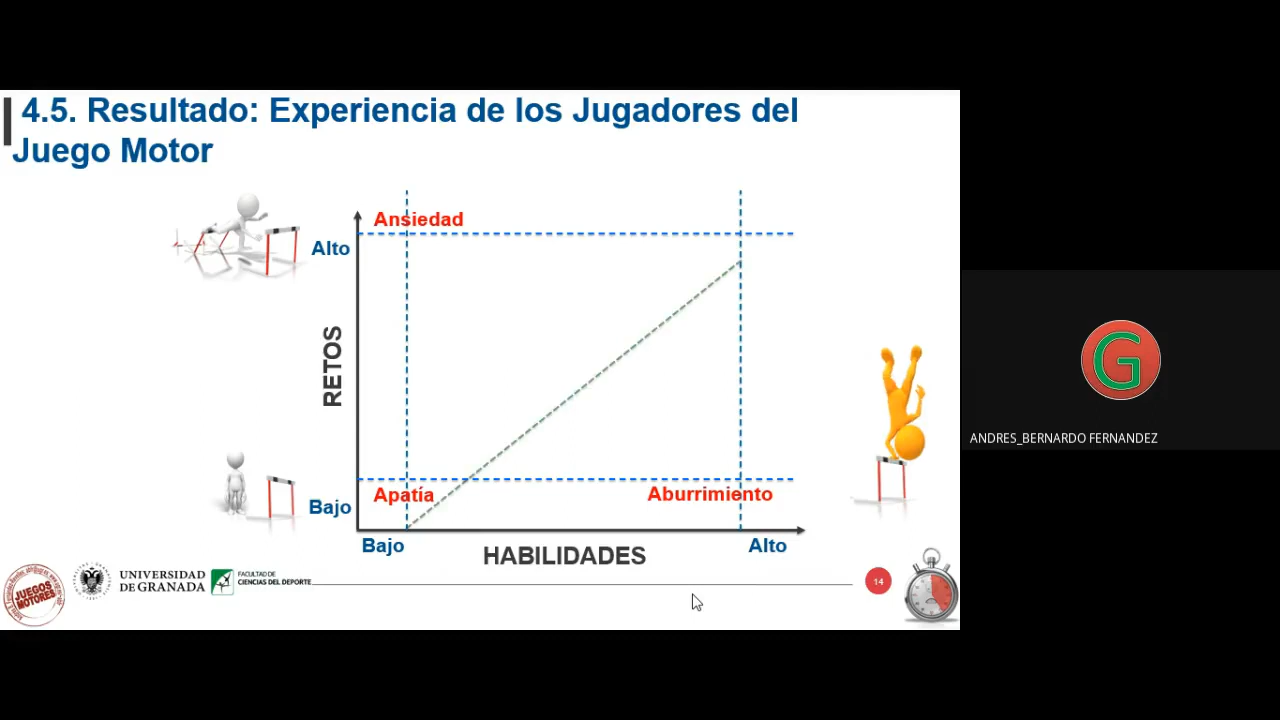 4.5. Resultado: Experiencia de los Jugadores del
Juego Motor
Ansiedad
Alto
RETOS
Apatía
Aburrimiento
Bajo
Bajo
HABILIDADES
Alto
JUEGOS
MOTORES
UNIVERSIDAD
DE GRANADA
FACULTAD DE
CIENCIAS DEL DEPORTE
14
G
ANDRES_BERNARDO FERNANDEZ